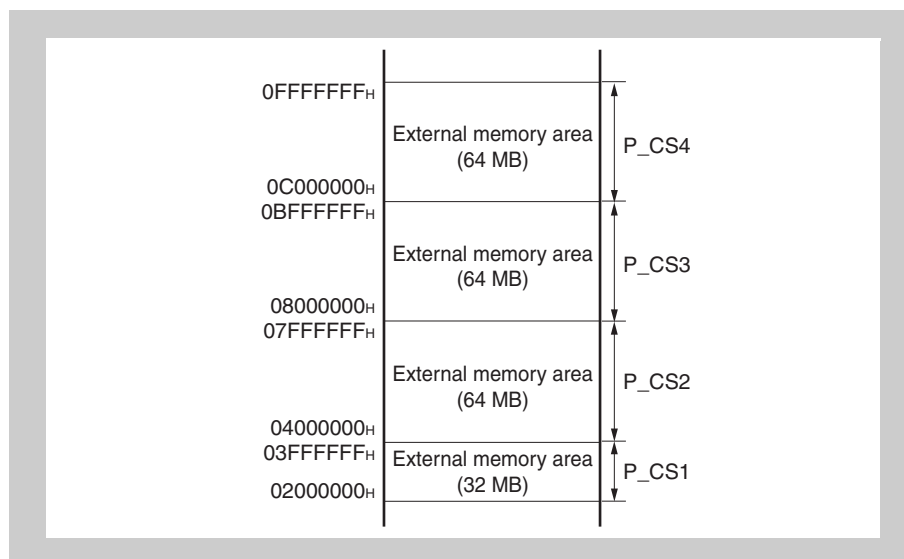 0FFFFFFFH
External memory area
(64 MB)
P_CS4
0C000000H
0BFFFFFFH
External memory area
(64 MB)
P_CS3
08000000H
07FFFFFFH
External memory area
(64 MB)
P_CS2
04000000H
03FFFFFFH
External memory area
(32 MB)
P_CS1
02000000H